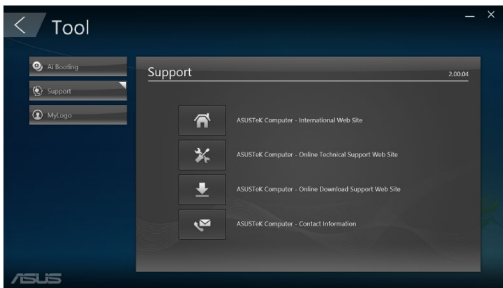 Tool
AI Booting
Support
MyLogo
Support
2.00.04
ASUSTeK Computer - International Web Site
ASUSTeK Computer - Online Technical Support Web Site
ASUSTeK Computer - Online Download Support Web Site
ASUSTeK Computer - Contact Information
ASUS